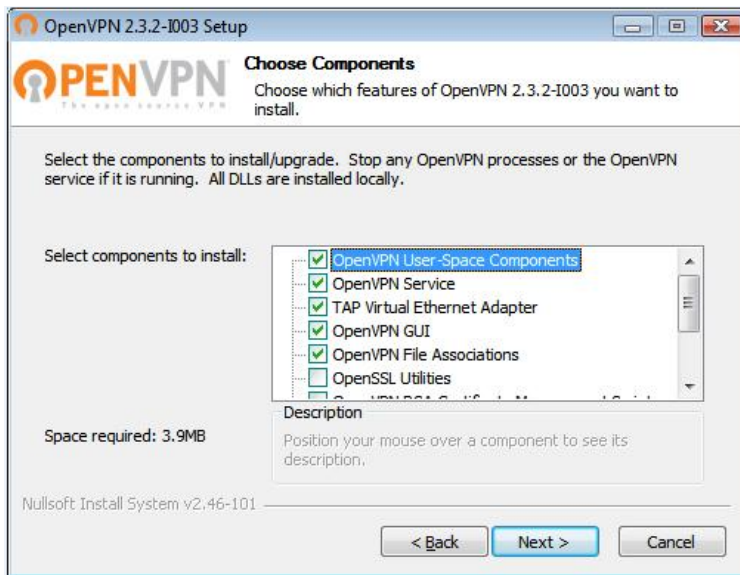 OpenVPN 2.3.2-I003 Setup
OPENVPN
The open source VPN
Choose Components
Choose which features of OpenVPN 2.3.2-I003 you want to
install.
Select the components to install/upgrade. Stop any OpenVPN processes or the OpenVPN
service if it is running. All DLLs are installed locally.
Select components to install:
OpenVPN User-Space Components
OpenVPN Service
TAP Virtual Ethernet Adapter
OpenVPN GUI
OpenVPN File Associations
OpenSSL Utilities
Space required: 3.9MB
Description
Position your mouse over a component to see its
description.
Nullsoft Install System v2.46-101
< Back
Next >
Cancel